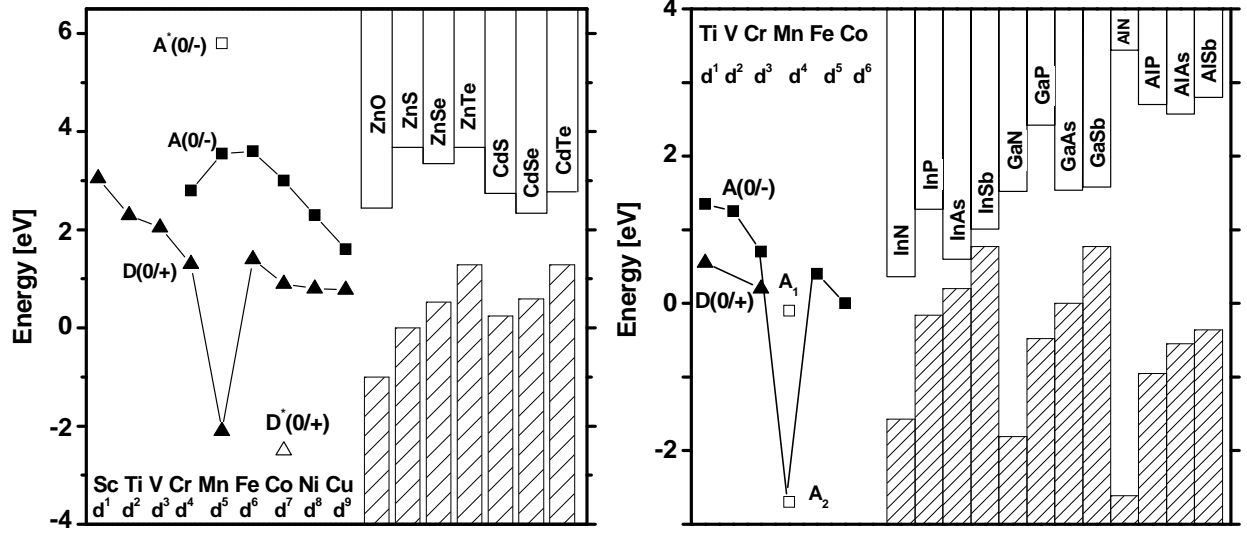 6
4
2
0
-2
-4
Energy [eV]
A*(0/-)
A(0/-)
D(0/+)
D*(0/+)
Sc Ti V Cr Mn Fe Co Ni Cu
d1 d2 d3 d4 d5 d6 d7 d8 d9
ZnO
ZnS
ZnSe
ZnTe
CdS
CdSe
CdTe
4
2
0
-2
Energy [eV]
Ti V Cr Mn Fe Co
d1 d2 d3 d4 d5 d6
A(0/-)
D(0/+)
A1
A2
InN
InP
InAs
InSb
GaN
GaP
GaAs
GaSb
AlN
AlP
AlAs
AlSb